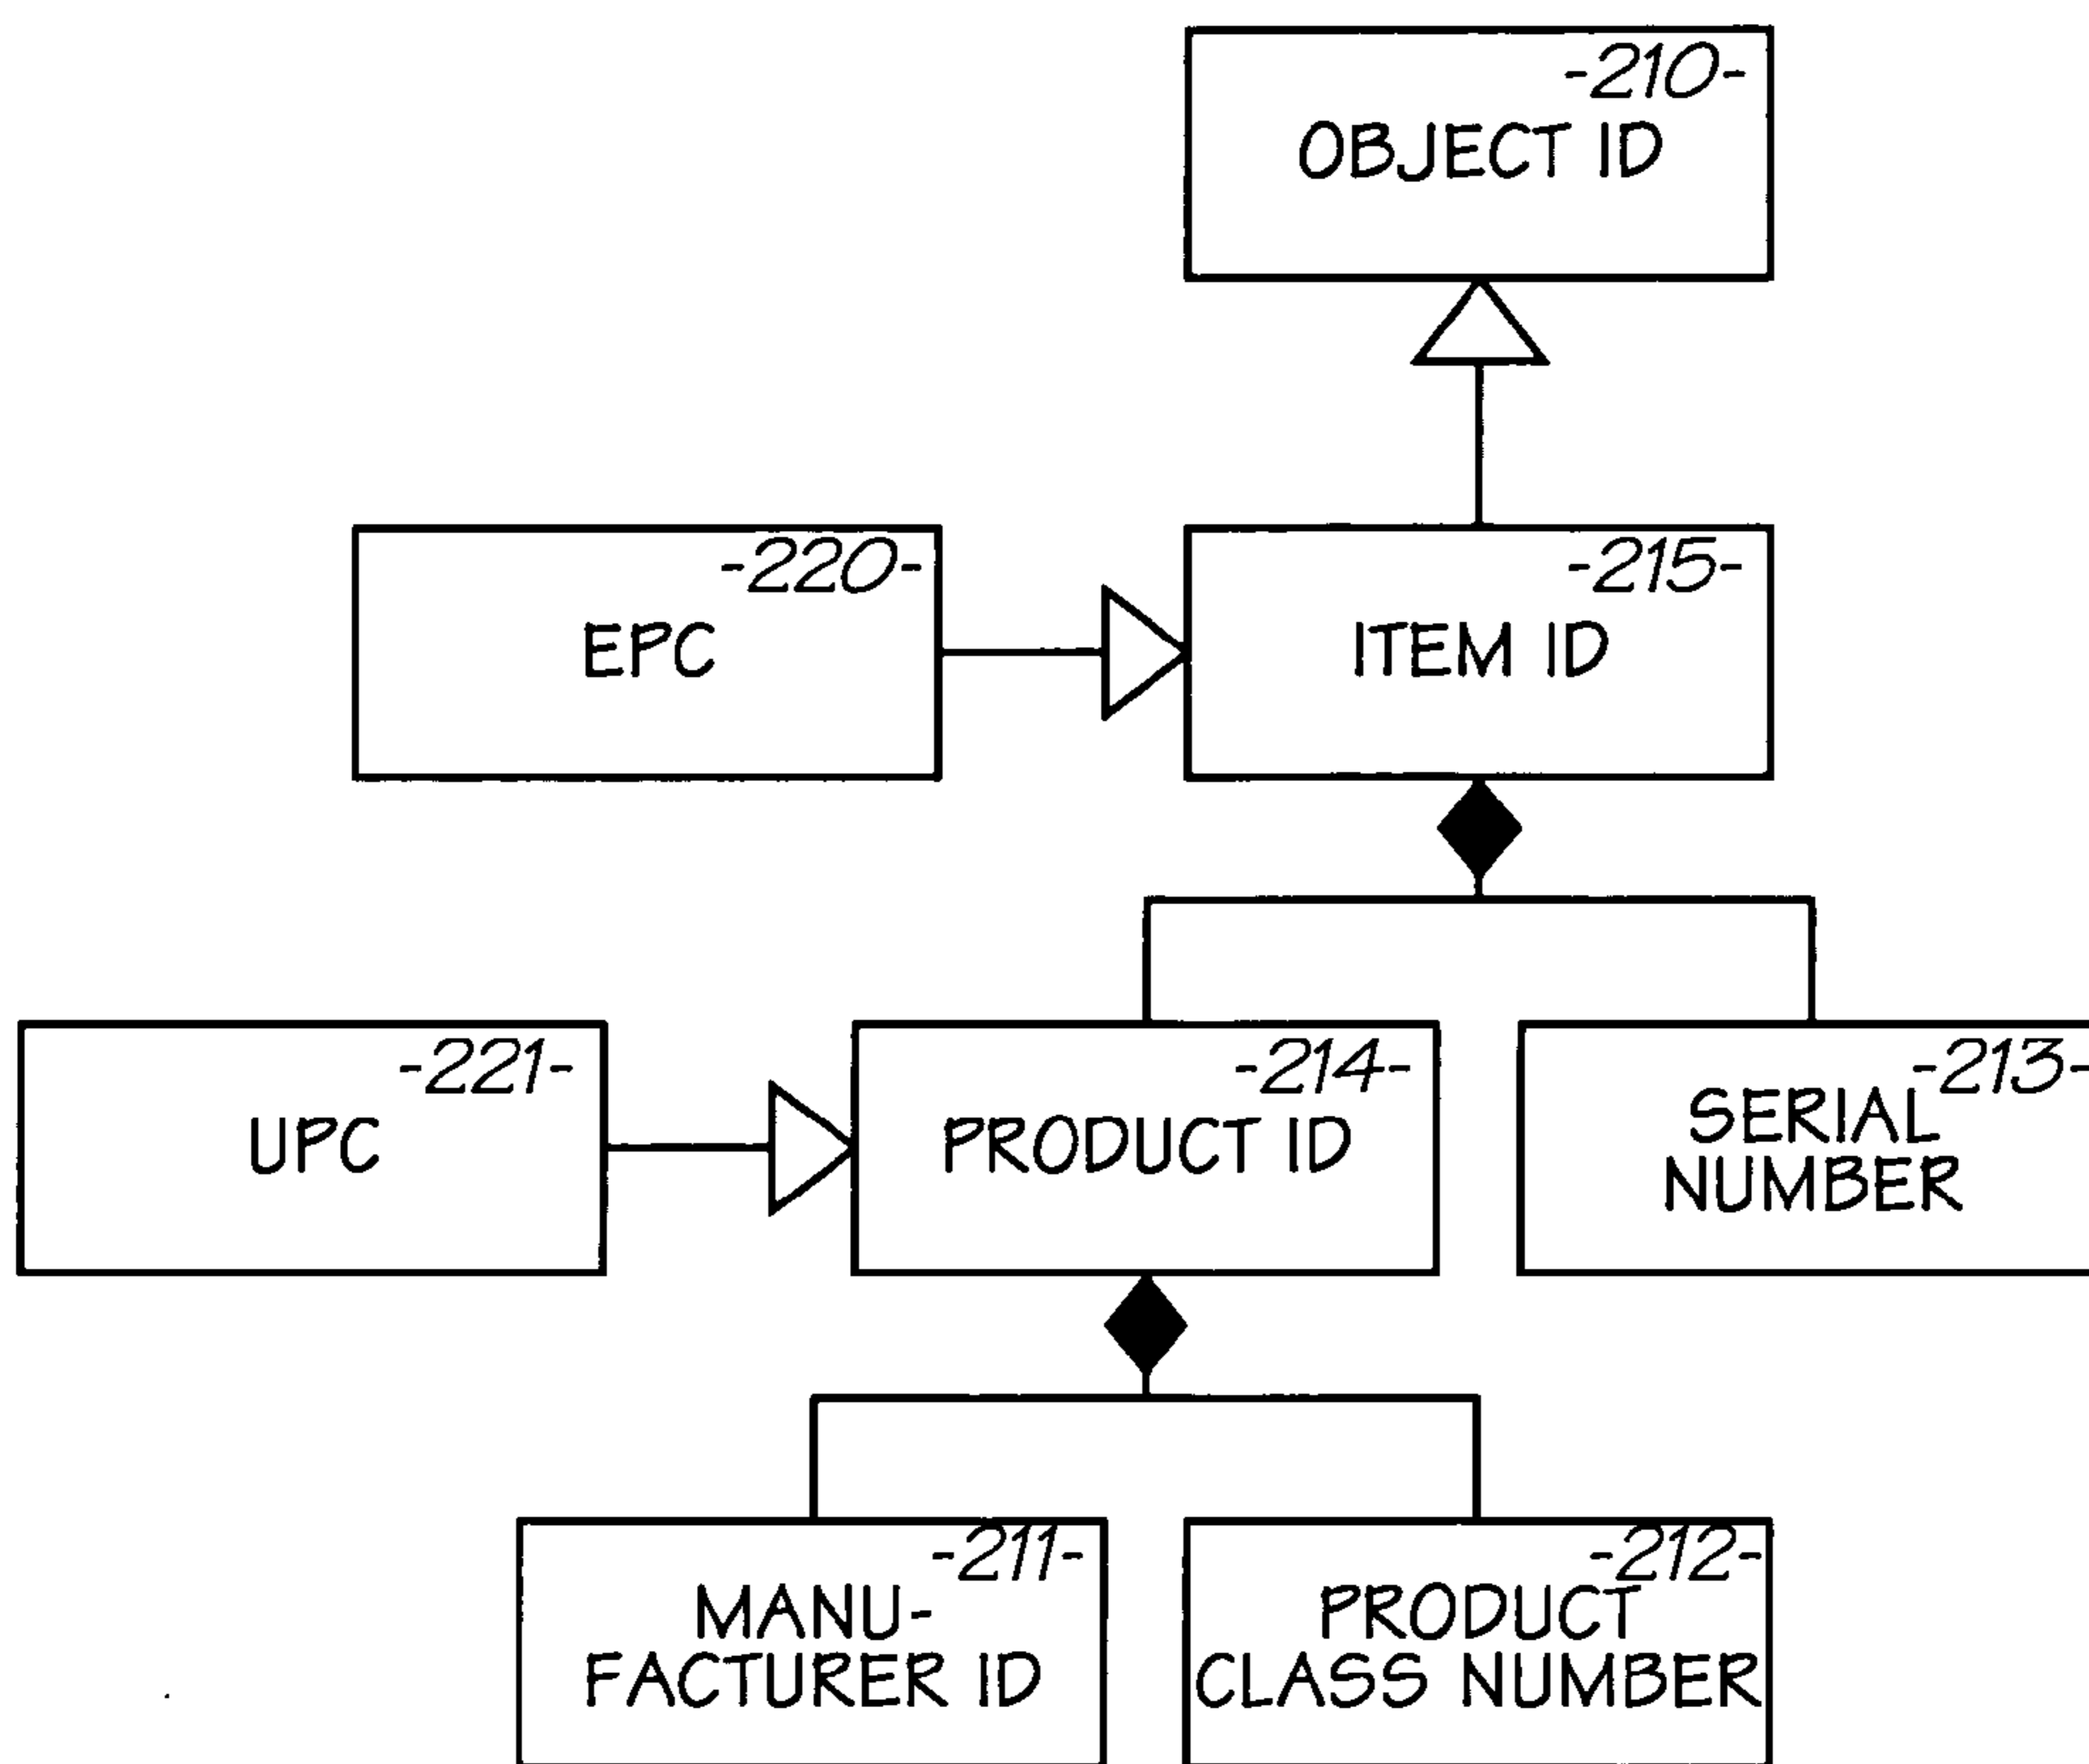 -210-
OBJECT ID
-220-
EPC
-215-
ITEM ID
-221-
UPC
-214-
PRODUCT ID
-213-
SERIAL
NUMBER
-211-
MANU-
FACTURER ID
-212-
PRODUCT
CLASS NUMBER